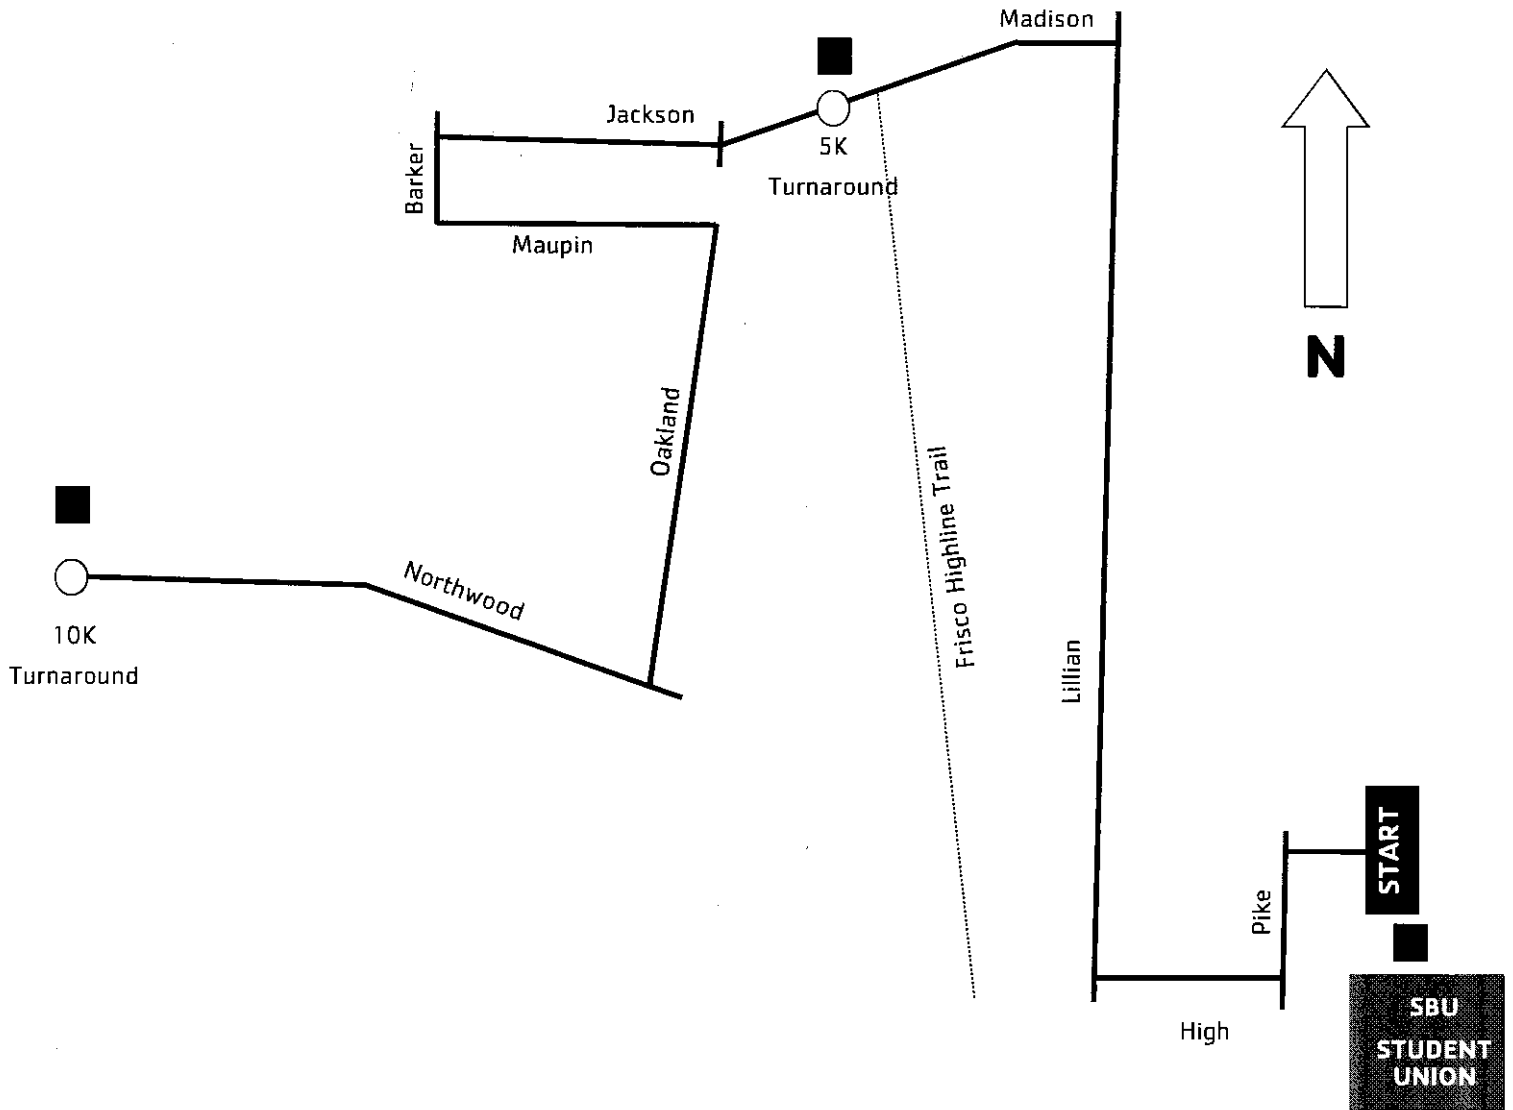 Madison
Jackson
5K
Turnaround
Barker
Maupin
N
Oakland
Frisco Highline Trail
Northwood
10K
Turnaround
Lillian
START
Pike
High
SBU
STUDENT
UNION